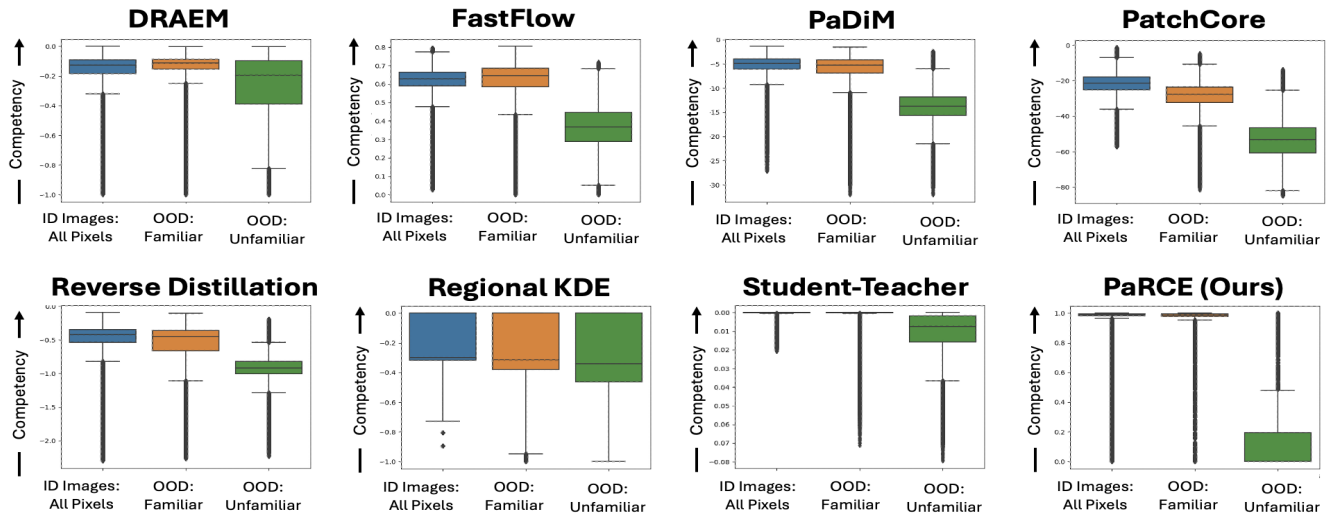 DRAEM
FastFlow
PaDiM
PatchCore
Competency
0.0
−0.2
−0.4
−0.6
−0.8
−1.0
ID Images:
All Pixels
OOD:
Familiar
OOD:
Unfamiliar
Competency
0.8
0.7
0.6
0.5
0.4
0.3
0.2
0.1
0.0
ID Images:
All Pixels
OOD:
Familiar
OOD:
Unfamiliar
Competency
0
-5
-10
-15
-20
-25
-30
ID Images:
All Pixels
OOD:
Familiar
OOD:
Unfamiliar
Competency
0
−20
−40
−60
−80
ID Images:
All Pixels
OOD:
Familiar
OOD:
Unfamiliar
Reverse Distillation
Regional KDE
Student-Teacher
PaRCE (Ours)
Competency
0.0
−0.5
−1.0
−1.5
−2.0
ID Images:
All Pixels
OOD:
Familiar
OOD:
Unfamiliar
Competency
0.0
−0.2
−0.4
−0.6
−0.8
−1.0
ID Images:
All Pixels
OOD:
Familiar
OOD:
Unfamiliar
Competency
0.00
0.01
0.02
0.03
0.04
0.05
0.06
0.07
−0.08
ID Images:
All Pixels
OOD:
Familiar
OOD:
Unfamiliar
Competency
1.0
0.8
0.6
0.4
0.2
0.0
ID Images:
All Pixels
OOD:
Familiar
OOD:
Unfamiliar